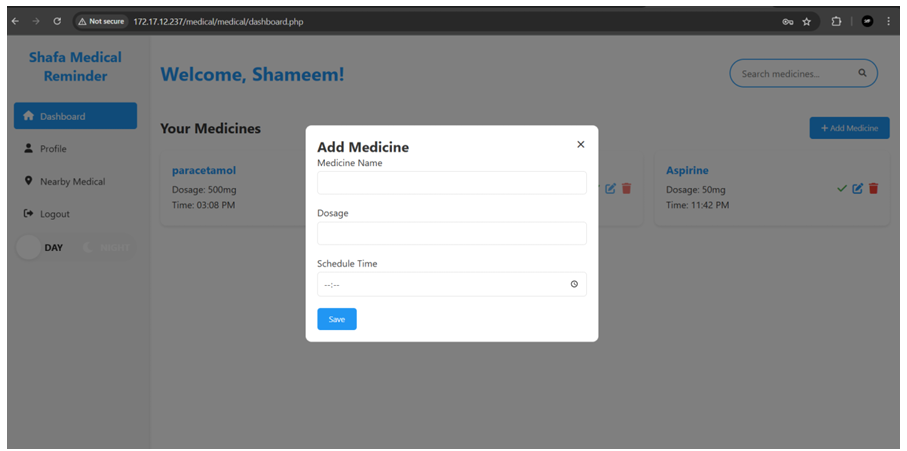 Not secure
172.17.12.237/medical/medical/dashboard.php
Shafa Medical
Reminder
Dashboard
Profile
Nearby Medical
Logout
DAY
Welcome, Shameem!
Search medicines...
Your Medicines
+ Add Medicine
paracetamol
Dosage: 500mg
Time: 03:08 PM
Aspirine
Dosage: 50mg
Time: 11:42 PM
Add Medicine
Medicine Name
Dosage
Schedule Time
--:--
Save